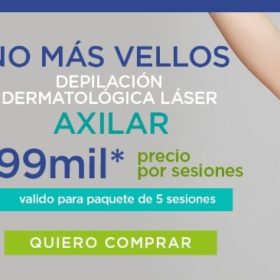 NO MÁS VELLOS
DEPILACIÓN
DERMATOLÓGICA LÁSER
AXILAR
99mil* precio
por sesiones
valido para paquete de 5 sesiones
QUIERO COMPRAR